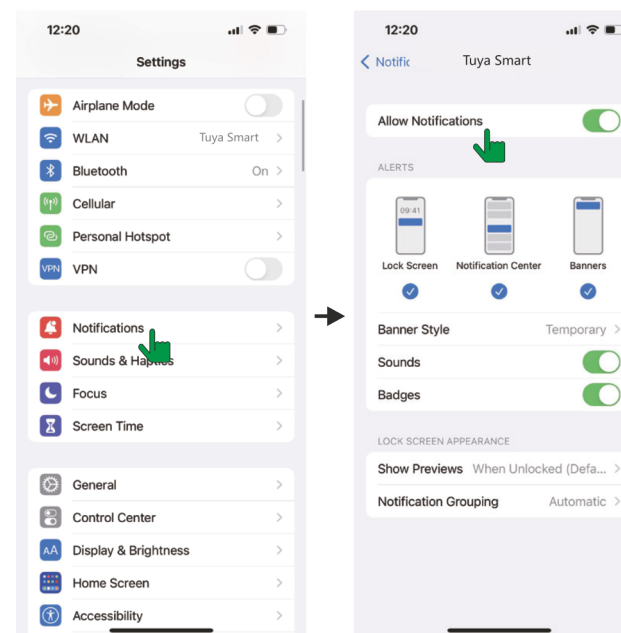 12:20
Settings
Airplane Mode
WLAN Tuya Smart
Bluetooth On
Cellular
Personal Hotspot
VPN VPN
Notifications
Sounds & Haptics
Focus
Screen Time
General
Control Center
AA Display & Brightness
Home Screen
Accessibility
12:20
Notific Tuya Smart
Allow Notifications
ALERTS
09:41
Lock Screen Notification Center Banners
Banner Style Temporary
Sounds
Badges
LOCK SCREEN APPEARANCE
Show Previews When Unlocked (Defa...
Notification Grouping Automatic